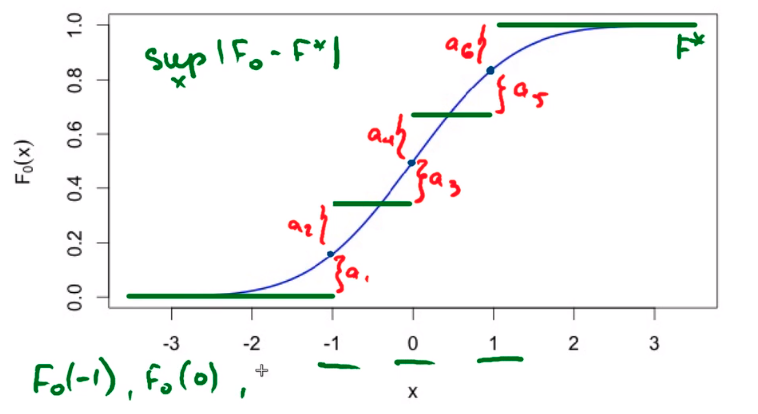 sup |F₀ - F*|
x
F*
a₁
a₂
a₃
a₄
a₅
a₆
F₀(x)
0.0
0.2
0.4
0.6
0.8
1.0
-3 -2 -1 0 1 2 3
x
F₀(-1), F₀(0),